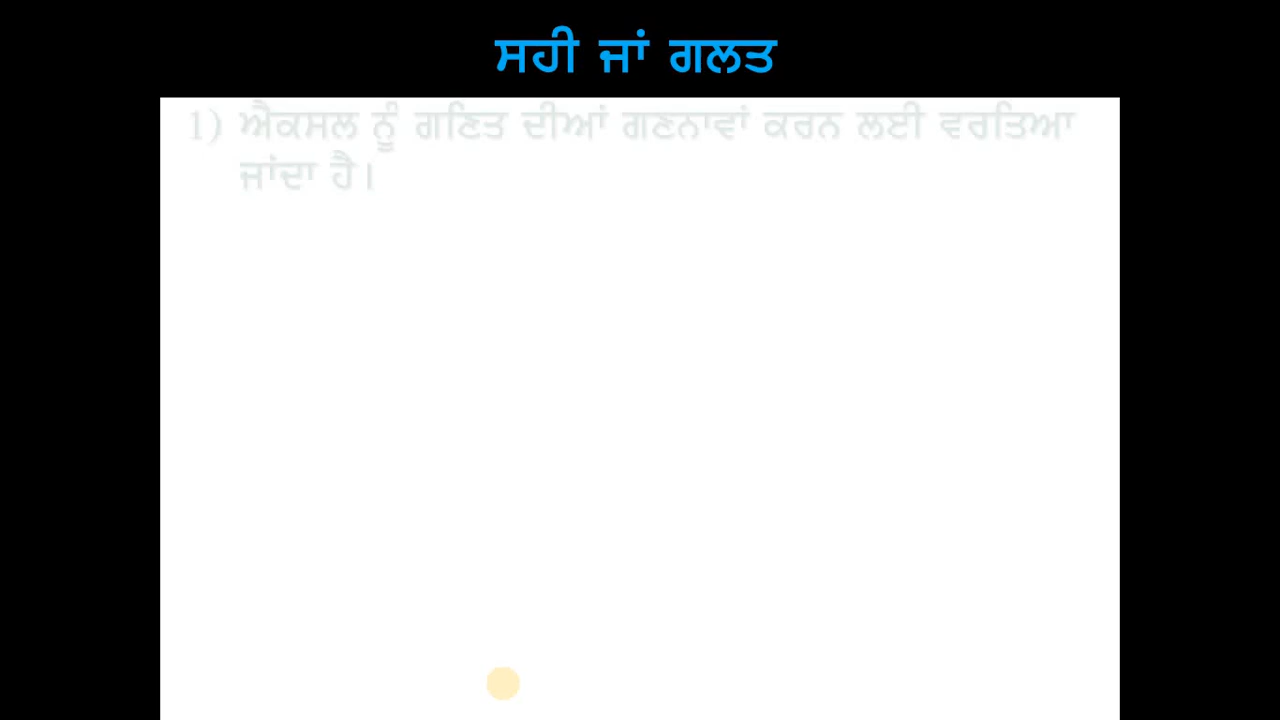 ਸਹੀ ਜਾਂ ਗਲਤ
1) ਐਕਸਲ ਨੂੰ ਗਣਿਤ ਦੀਆਂ ਗਣਨਾਵਾਂ ਕਰਨ ਲਈ ਵਰਤਿਆ
ਜਾਂਦਾ ਹੈ।